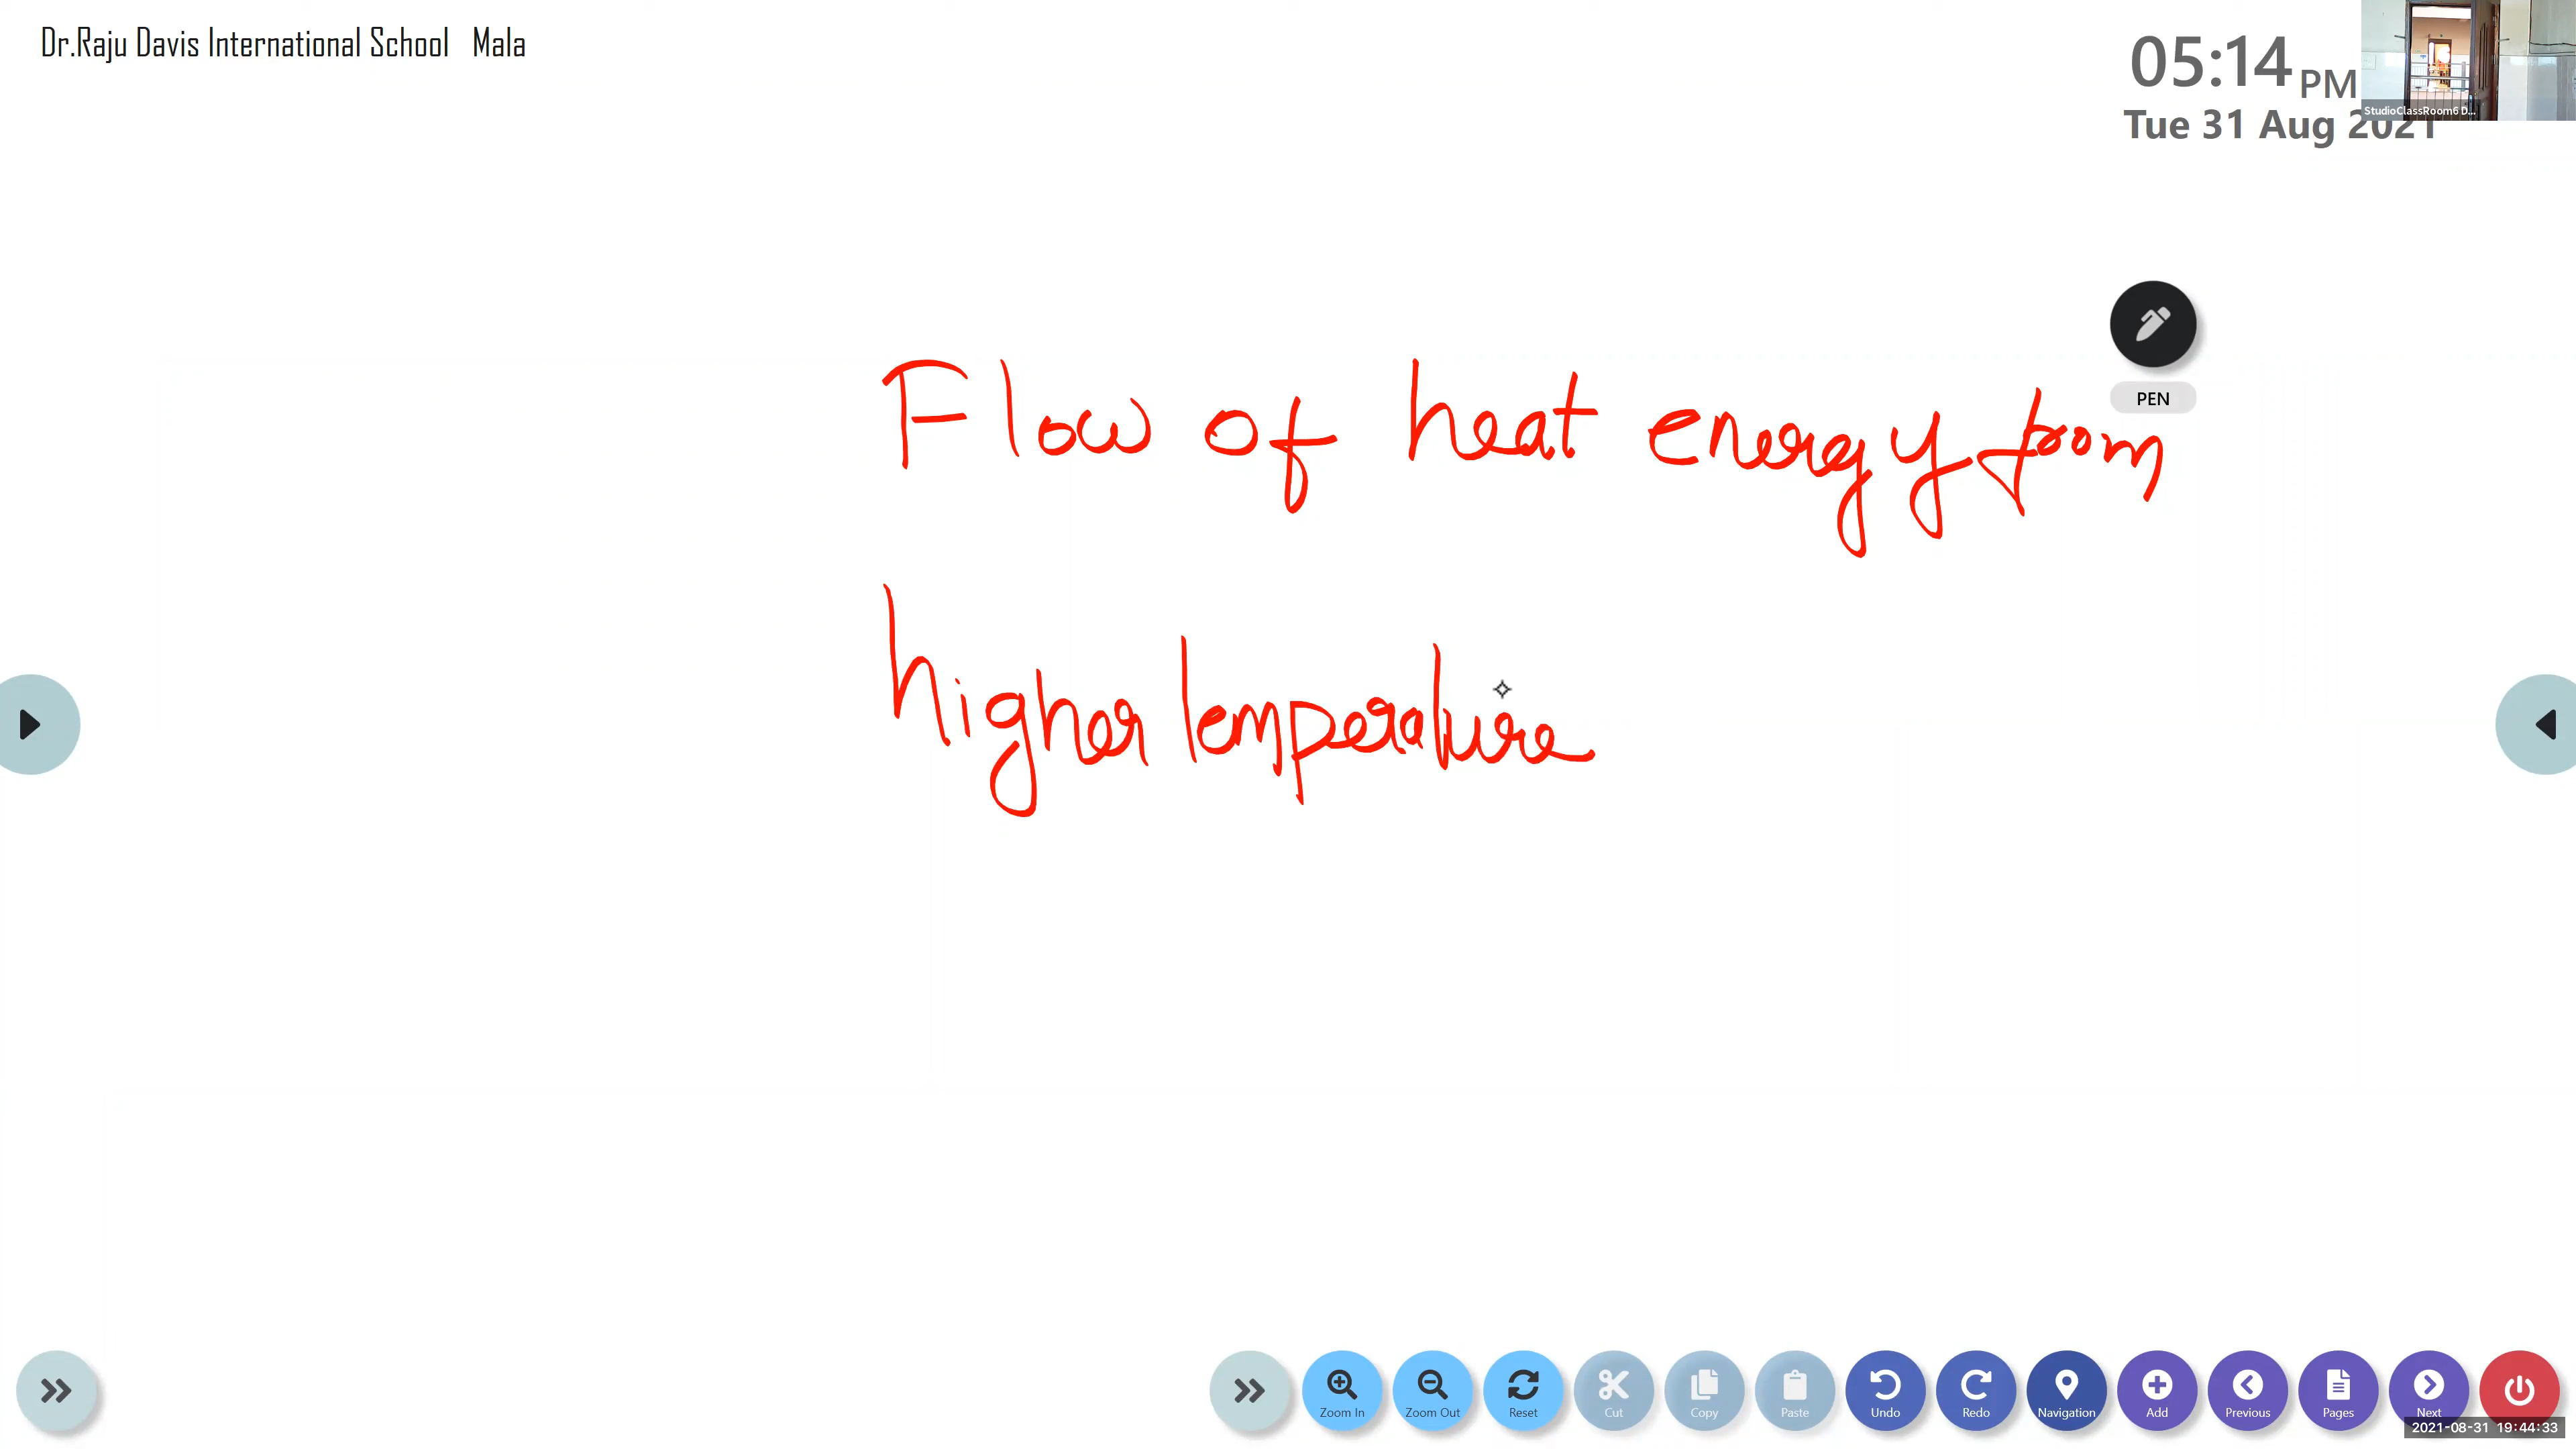 Dr.Raju Davis International School Mala
05:14 PM
Tue 31 Aug 2021
StudioClassRoom6 D...
PEN
Flow of heat energy from
higher temperature
Zoom In Zoom Out Reset Cut Copy Paste Undo Redo Navigation Add Previous Pages Next
2021-08-31 19:44:33